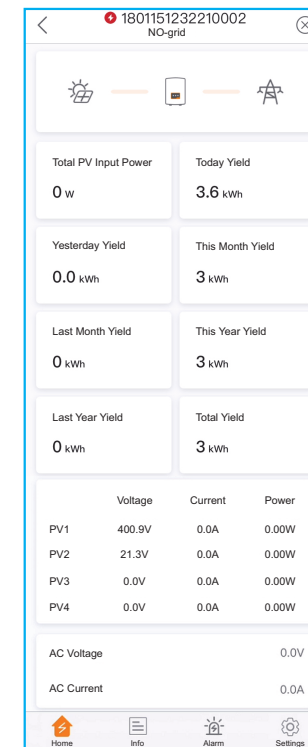 1801151232210002
NO-grid
Total PV Input Power Today Yield
0 W 3.6 kWh
Yesterday Yield This Month Yield
0.0 kWh 3 kWh
Last Month Yield This Year Yield
0 kWh 3 kWh
Last Year Yield Total Yield
0 kWh 3 kWh
Voltage Current Power
PV1 400.9V 0.0A 0.00W
PV2 21.3V 0.0A 0.00W
PV3 0.0V 0.0A 0.00W
PV4 0.0V 0.0A 0.00W
AC Voltage 0.0V
AC Current 0.0A
Home Info Alarm Settings